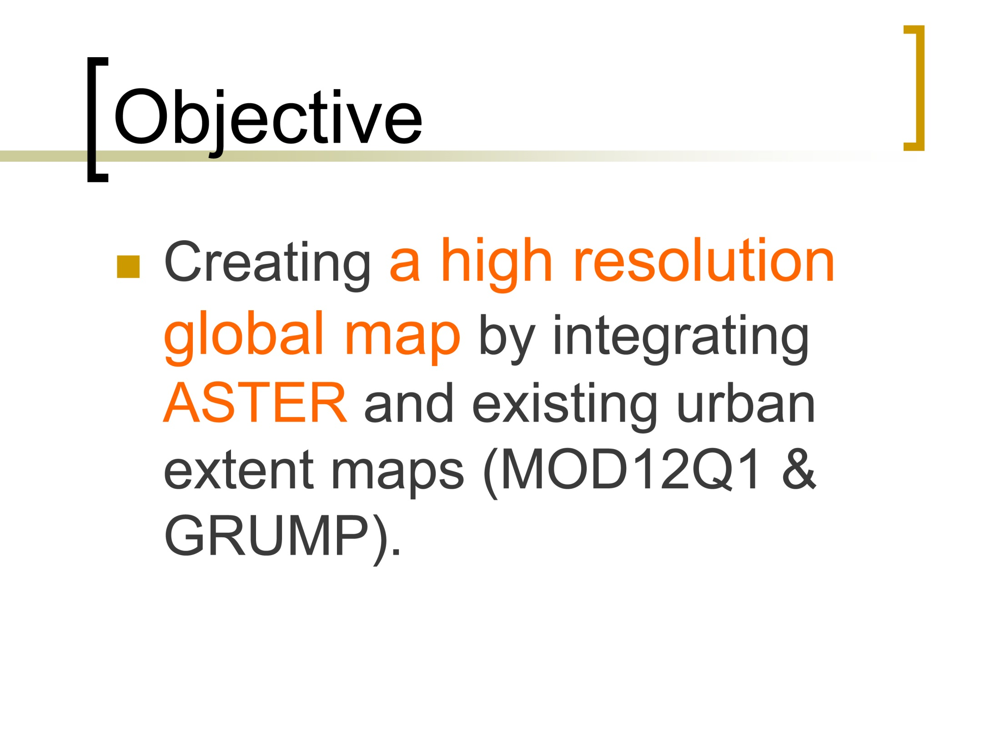 Objective
Creating a high resolution
global map by integrating
ASTER and existing urban
extent maps (MOD12Q1 &
GRUMP).